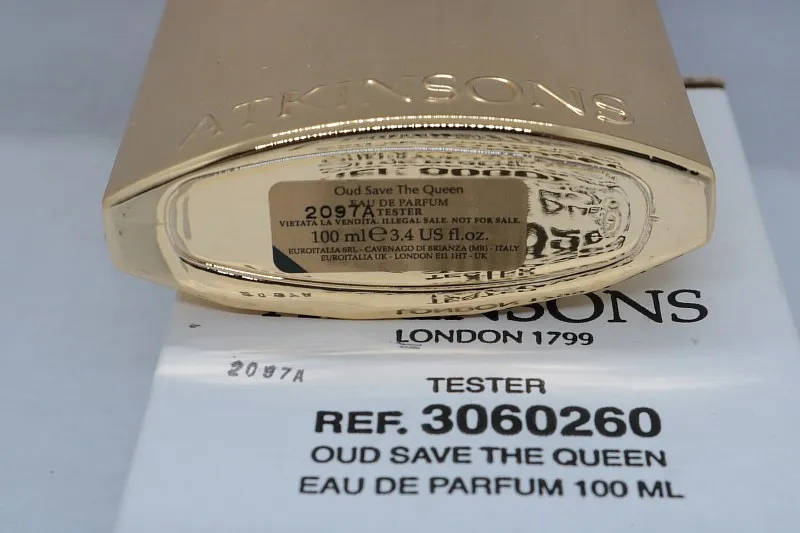 ATKINSONS
Oud Save The Queen
EAU DE PARFUM
2097A TESTER
VIETATA LA VENDITA. ILLEGAL SALE. NOT FOR SALE.
100 ml e 3.4 US fl.oz.
EUROITALIA SRL - CAVENAGO DI BRIANZA (MB) - ITALY
EUROITALIA UK - LONDON E11 1HT - UK
ATKINSONS
LONDON 1799
2097A
TESTER
REF. 3060260
OUD SAVE THE QUEEN
EAU DE PARFUM 100 ML